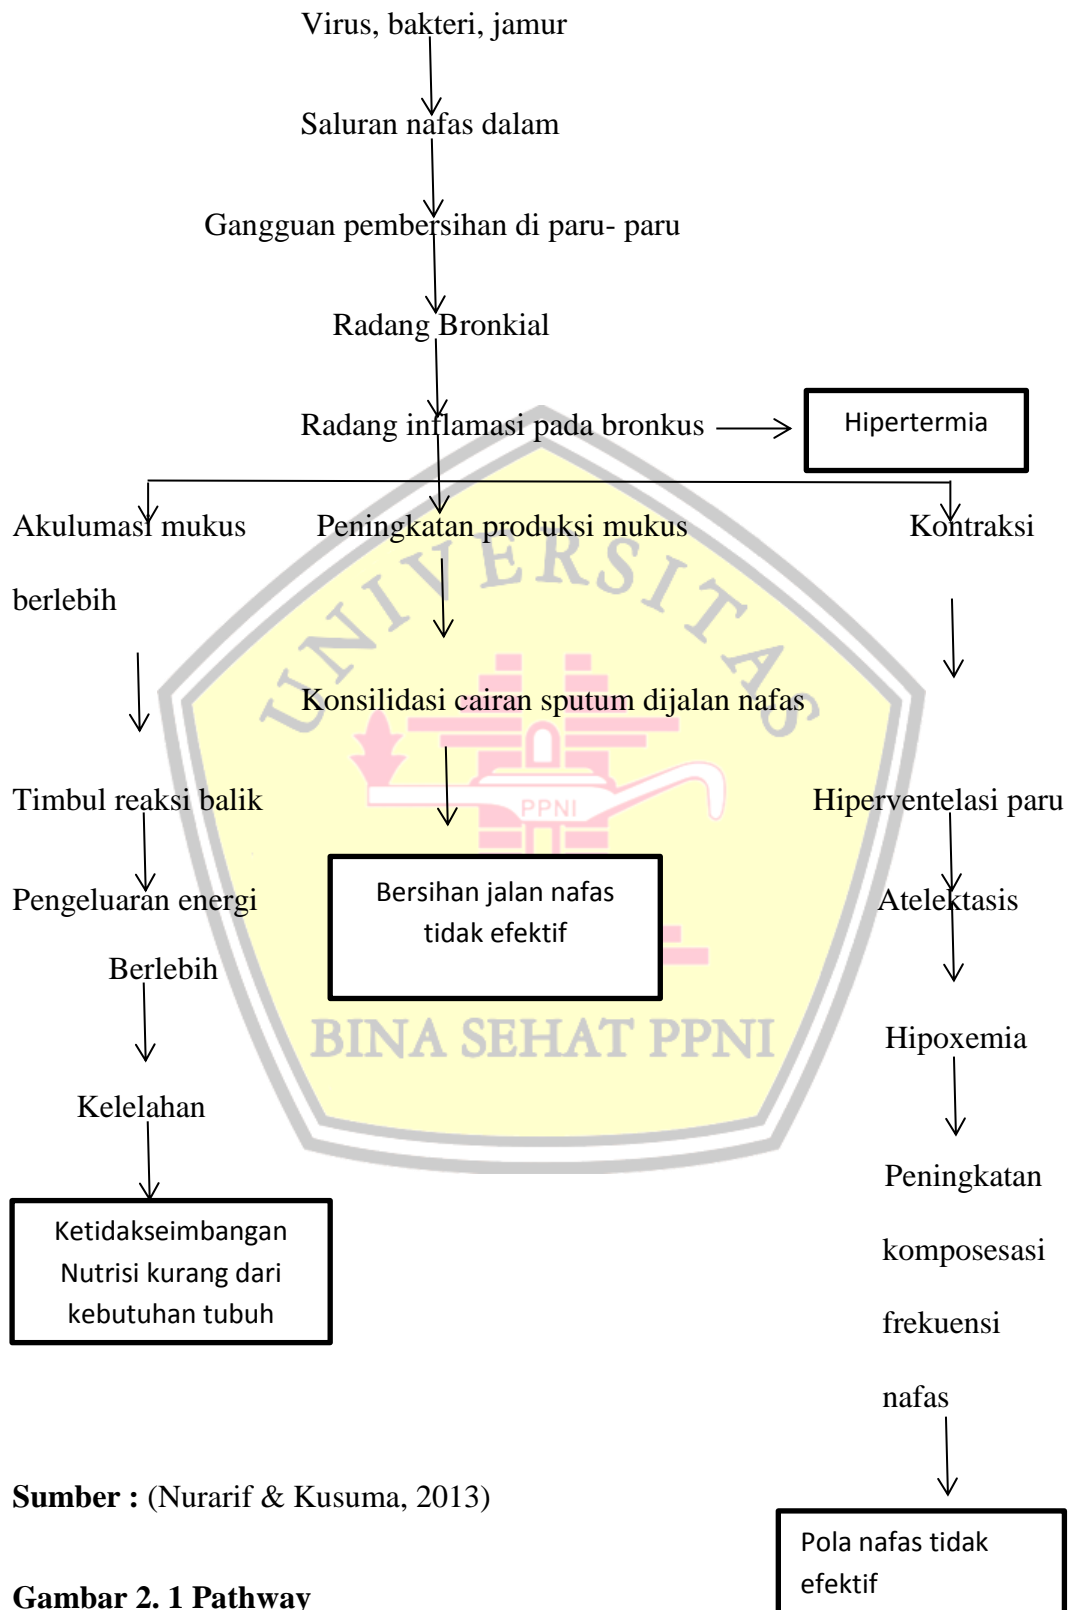 Virus, bakteri, jamur
Saluran nafas dalam
Gangguan pembersihan di paru- paru
Radang Bronkial
Radang inflamasi pada bronkus
Hipertermia
Akulumasi mukus
berlebih
Peningkatan produksi mukus
Kontraksi
UNIVERSITAS
Konsilidasi cairan sputum dijalan nafas
Timbul reaksi balik
PPNI
Hiperventelasi paru
Pengeluaran energi
Berlebih
Bersihan jalan nafas
tidak efektif
Atelektasis
BINA SEHAT PPNI
Hipoxemia
Kelelahan
Peningkatan
komposesasi
frekuensi
nafas
Ketidakseimbangan
Nutrisi kurang dari
kebutuhan tubuh
Sumber : (Nurarif & Kusuma, 2013)
Pola nafas tidak
efektif
Gambar 2. 1 Pathway